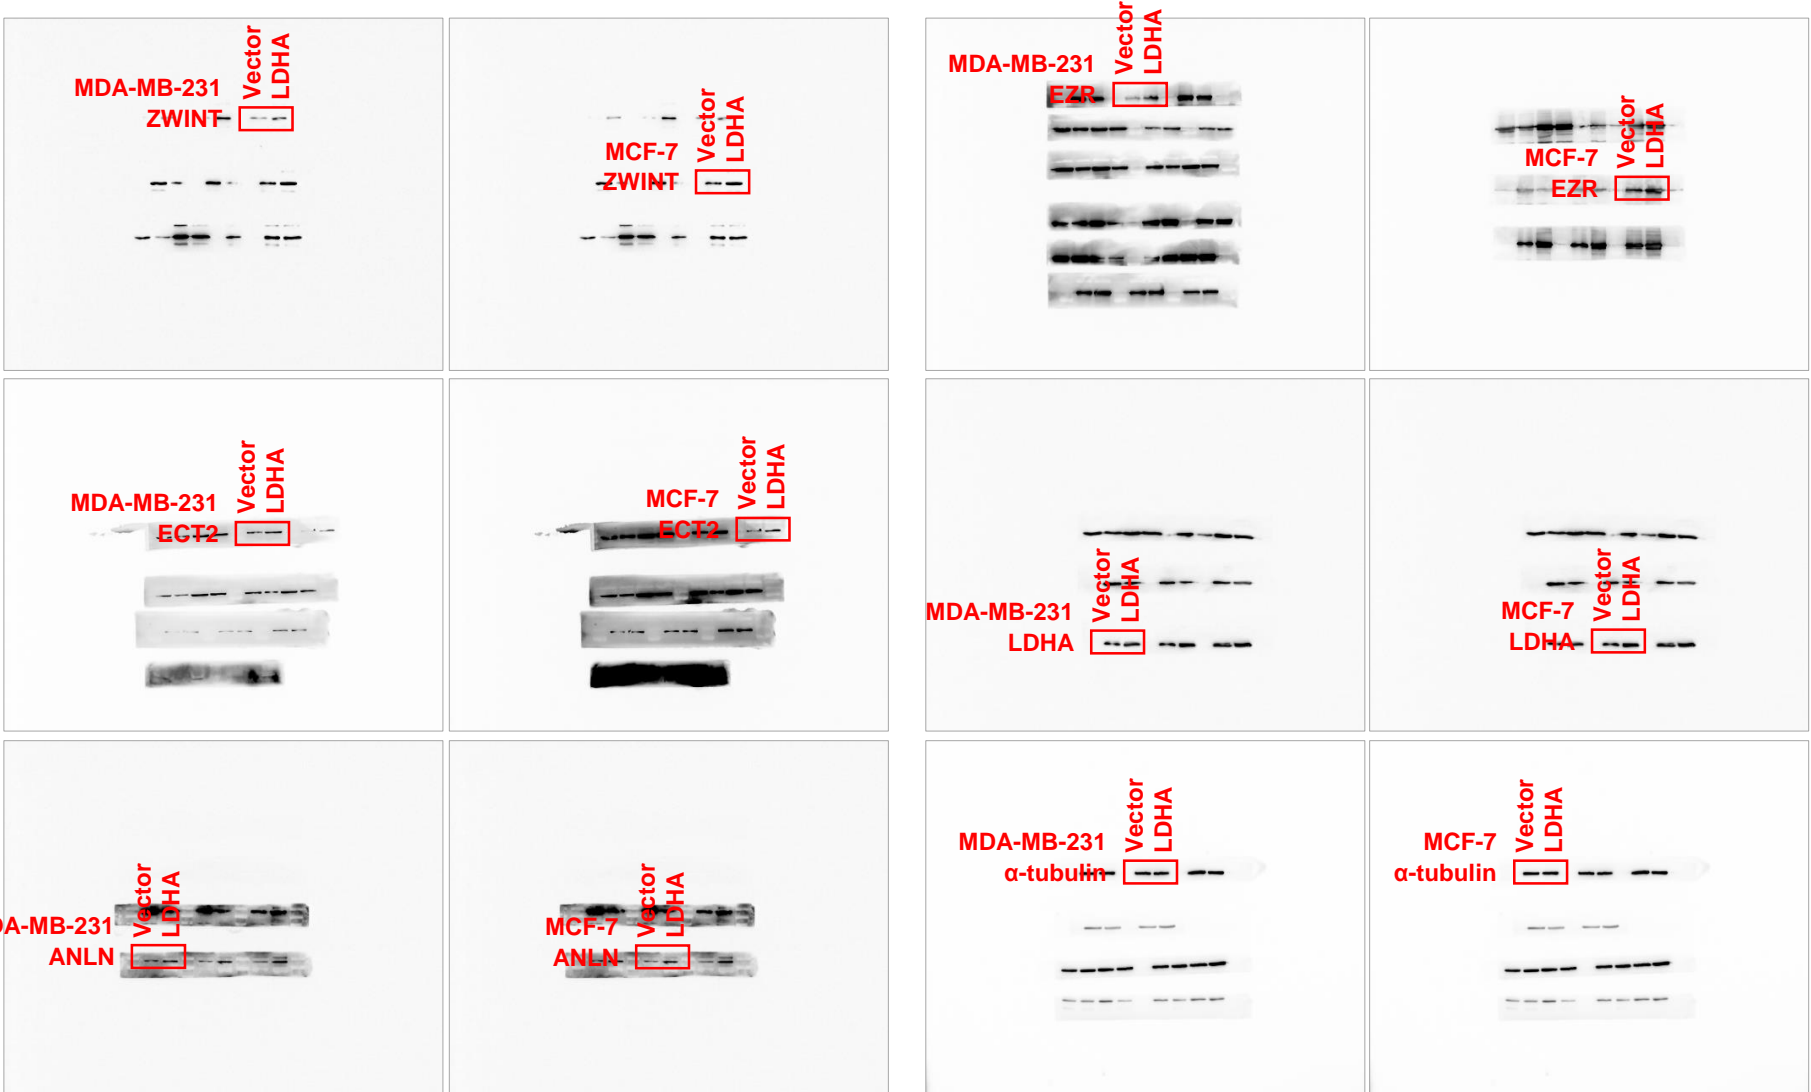 Vector
LDHA
MDA-MB-231
ZWINT
Vector
LDHA
MCF-7
ZWINT
Vector
LDHA
MDA-MB-231
EZR
Vector
LDHA
MCF-7
EZR
Vector
LDHA
MDA-MB-231
ECT2
Vector
LDHA
MCF-7
ECT2
Vector
LDHA
MDA-MB-231
LDHA
Vector
LDHA
MCF-7
LDHA
Vector
LDHA
DA-MB-231
ANLN
Vector
LDHA
MCF-7
ANLN
Vector
LDHA
MDA-MB-231
α-tubulin
Vector
LDHA
MCF-7
α-tubulin